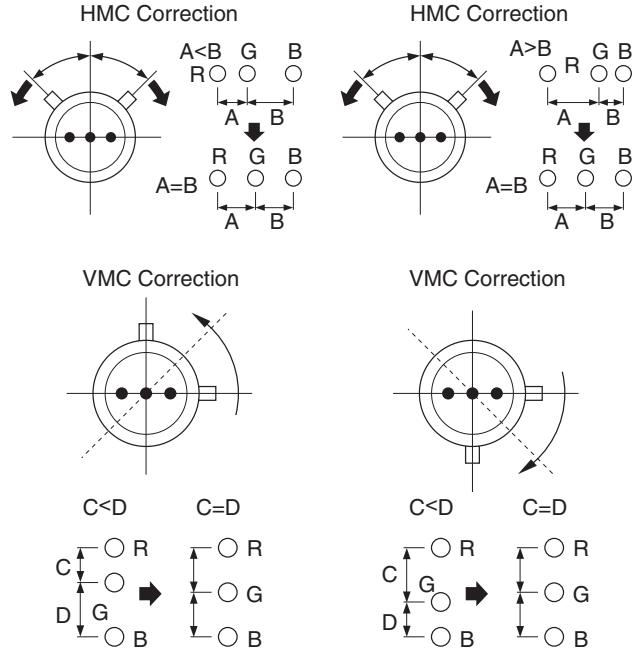 HMC Correction
A<B
R G B
A B
R G B
A=B
A B
HMC Correction
A>B
R G B
A B
R G B
A=B
A B
VMC Correction
C<D
C=D
R
C
D
G
B
R
G
B
VMC Correction
C<D
C=D
R
C
G
D
B
R
G
B